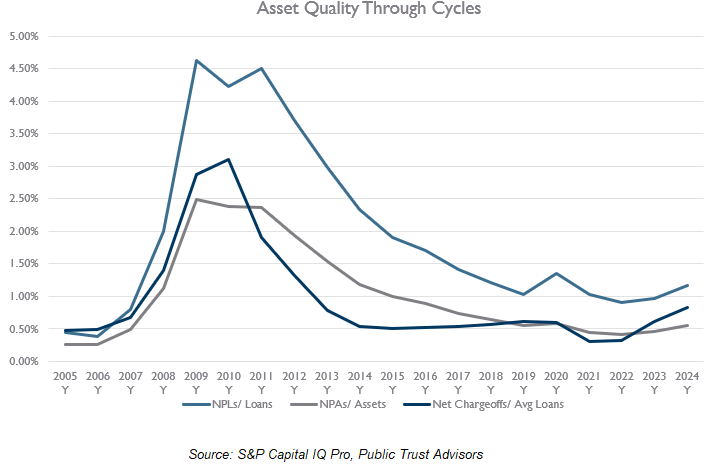 Asset Quality Through Cycles
5.00%
4.50%
4.00%
3.50%
3.00%
2.50%
2.00%
1.50%
1.00%
0.50%
0.00%
2005 2006 2007 2008 2009 2010 2011 2012 2013 2014 2015 2016 2017 2018 2019 2020 2021 2022 2023 2024
Y Y Y Y Y Y Y Y Y Y Y Y Y Y Y Y Y Y Y Y
NPLs/ Loans NPAs/ Assets Net Chargeoffs/ Avg Loans
Source: S&P Capital IQ Pro, Public Trust Advisors